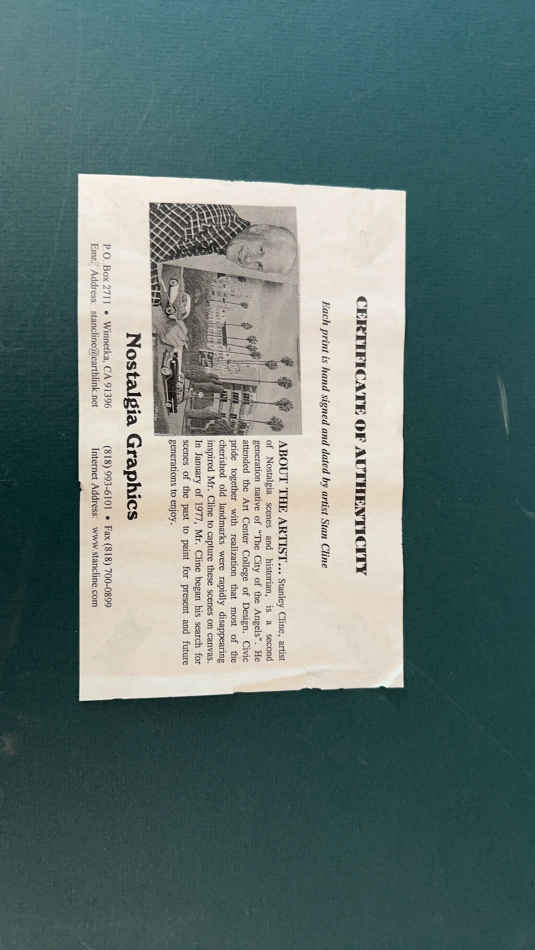 CERTIFICATE OF AUTHENTICITY
Each print is hand signed and dated by artist Stan Cline
ABOUT THE ARTIST... Stanley Cline, artist
of Nostalgia scenes and historian, is a second
generation native of "The City of the Angels". He
attended the Art Center College of Design. Civic
pride together with realization that most of the
cherished old landmarks were rapidly disappearing
inspired Mr. Cline to capture these scenes on canvas.
In January of 1977, Mr. Cline began his search for
scenes of the past to paint for present and future
generations to enjoy.
Nostalgia Graphics
P.O. Box 2711 • Winnetka, CA 91396 (818) 993-6101 • Fax (818) 700-0899
Address: stancline@earthlink.net Internet Address: www.stancline.com